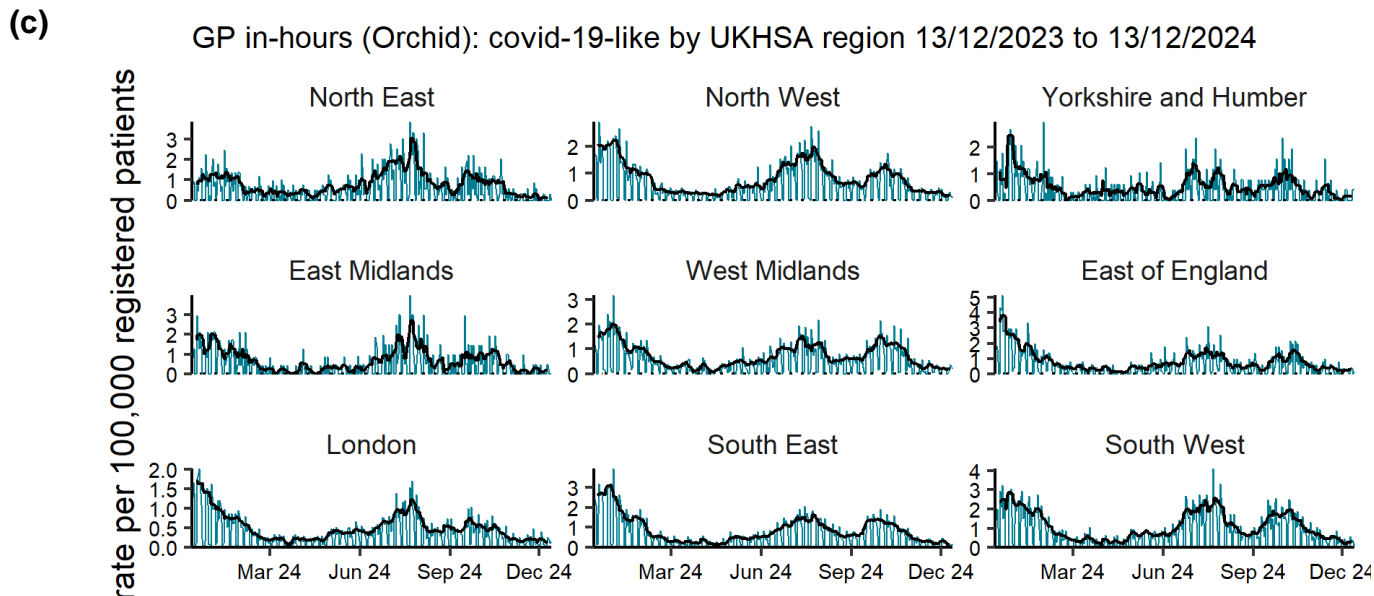 (c)
GP in-hours (Orchid): covid-19-like by UKHSA region 13/12/2023 to 13/12/2024
rate per 100,000 registered patients
North East
North West
Yorkshire and Humber
3
2
1
0
2
1
0
2
1
0
East Midlands
West Midlands
East of England
3
2
1
0
3
2
1
0
5
4
3
2
1
0
London
South East
South West
2.0
1.5
1.0
0.5
0.0
3
2
1
0
4
3
2
1
0
Mar 24 Jun 24 Sep 24 Dec 24
Mar 24 Jun 24 Sep 24 Dec 24
Mar 24 Jun 24 Sep 24 Dec 24